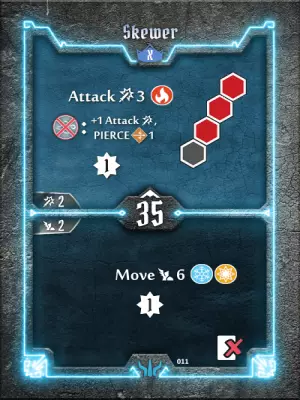 Skewer
X
Attack 3
+1 Attack,
PIERCE 1
1
2
35
2
Move 6
1
011